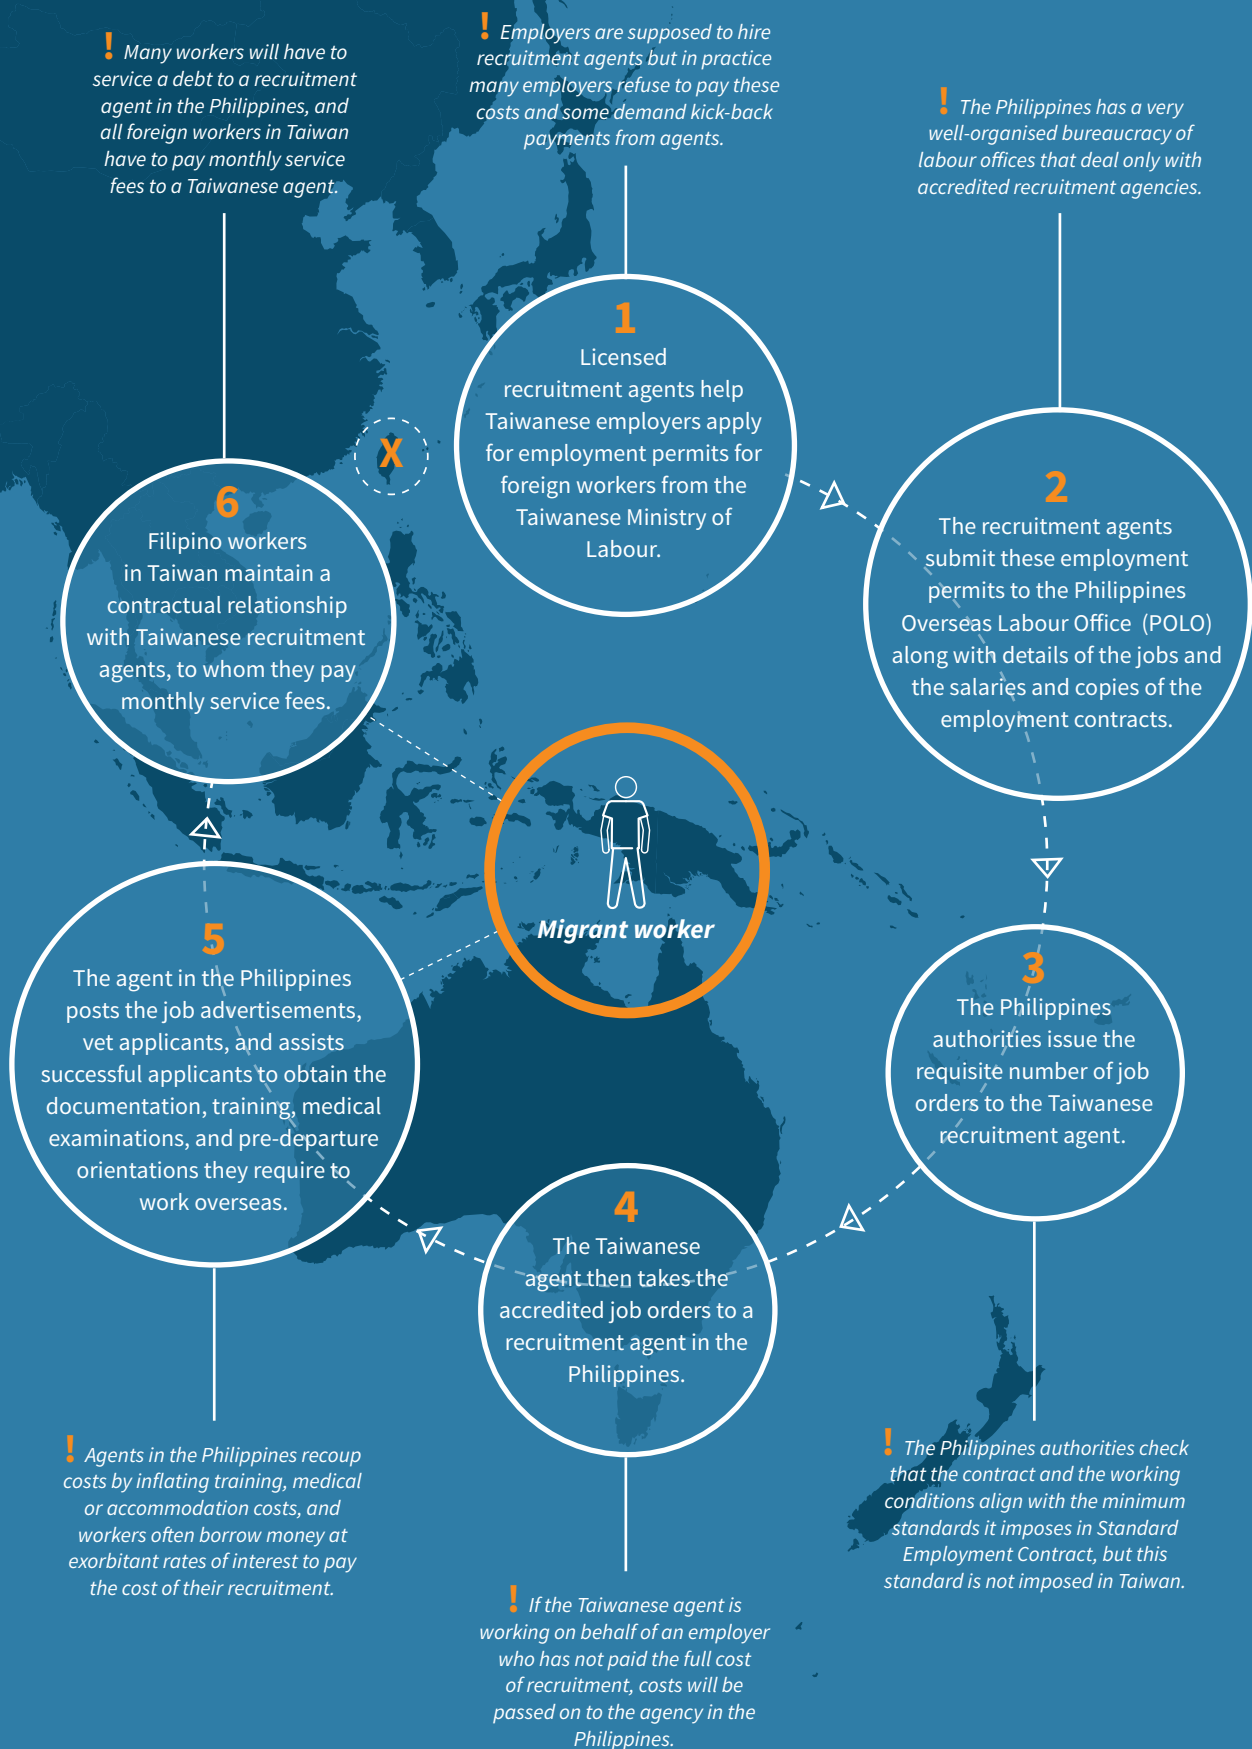 ! Many workers will have to
service a debt to a recruitment
agent in the Philippines, and
all foreign workers in Taiwan
have to pay monthly service
fees to a Taiwanese agent.
! Employers are supposed to hire
recruitment agents but in practice
many employers refuse to pay these
costs and some demand kick-back
payments from agents.
! The Philippines has a very
well-organised bureaucracy of
labour offices that deal only with
accredited recruitment agencies.
1
Licensed
recruitment agents help
Taiwanese employers apply
for employment permits for
foreign workers from the
Taiwanese Ministry of
Labour.
X
2
The recruitment agents
submit these employment
permits to the Philippines
Overseas Labour Office (POLO)
along with details of the jobs and
the salaries and copies of the
employment contracts.
6
Filipino workers
in Taiwan maintain a
contractual relationship
with Taiwanese recruitment
agents, to whom they pay
monthly service fees.
Migrant worker
3
The Philippines
authorities issue the
requisite number of job
orders to the Taiwanese
recruitment agent.
5
The agent in the Philippines
posts the job advertisements,
vet applicants, and assists
successful applicants to obtain the
documentation, training, medical
examinations, and pre-departure
orientations they require to
work overseas.
4
The Taiwanese
agent then takes the
accredited job orders to a
recruitment agent in the
Philippines.
! Agents in the Philippines recoup
costs by inflating training, medical
or accommodation costs, and
workers often borrow money at
exorbitant rates of interest to pay
the cost of their recruitment.
! If the Taiwanese agent is
working on behalf of an employer
who has not paid the full cost
of recruitment, costs will be
passed on to the agency in the
Philippines.
! The Philippines authorities check
that the contract and the working
conditions align with the minimum
standards it imposes in Standard
Employment Contract, but this
standard is not imposed in Taiwan.